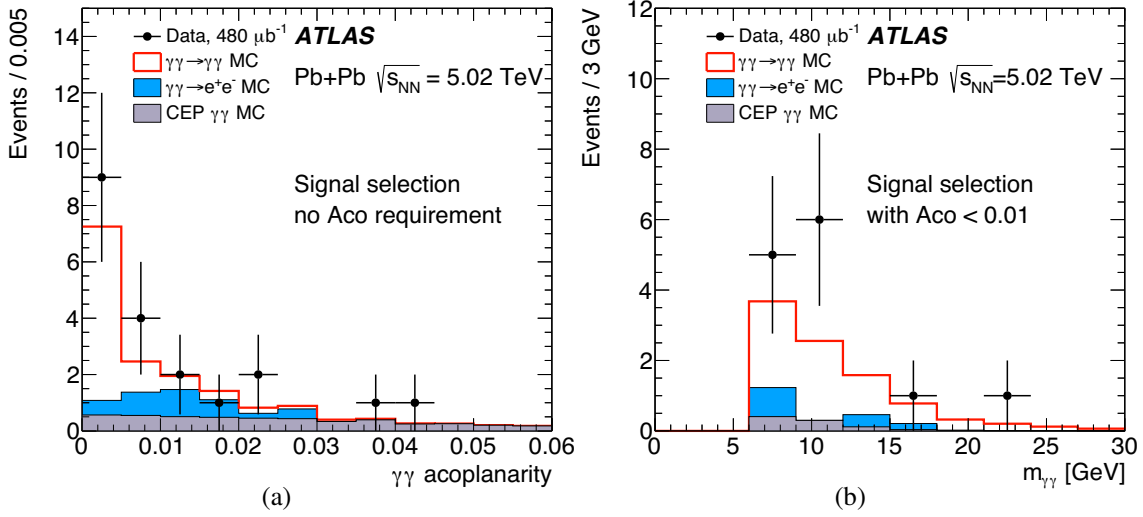 Events / 0.005
14
12
10
8
6
4
2
0
Data, 480 μb⁻¹ ATLAS
γγ→γγ MC
γγ→e⁺e⁻ MC
CEP γγ MC
Pb+Pb √s_NN = 5.02 TeV
Signal selection
no Aco requirement
0 0.01 0.02 0.03 0.04 0.05 0.06
γγ acoplanarity
(a)
Events / 3 GeV
12
10
8
6
4
2
0
Data, 480 μb⁻¹ ATLAS
γγ→γγ MC
γγ→e⁺e⁻ MC
CEP γγ MC
Pb+Pb √s_NN=5.02 TeV
Signal selection
with Aco < 0.01
0 5 10 15 20 25 30
m_γγ [GeV]
(b)